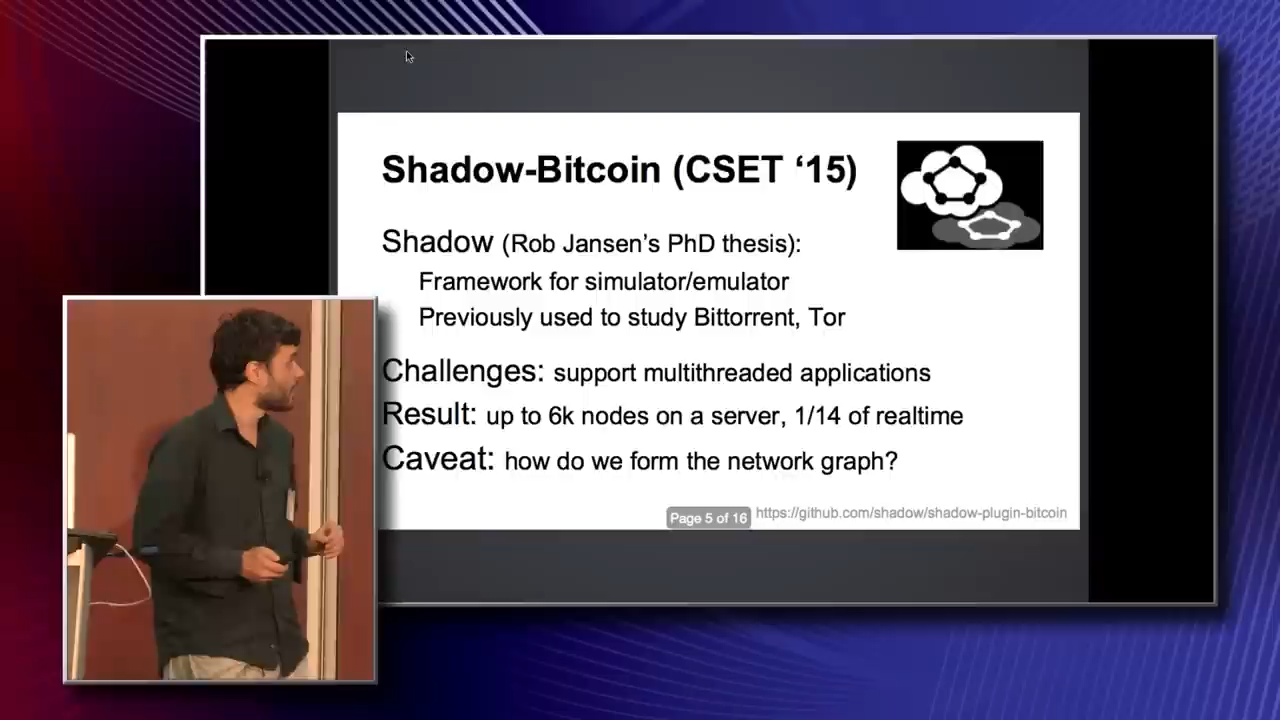 Shadow-Bitcoin (CSET ‘15)
Shadow (Rob Jansen’s PhD thesis):
Framework for simulator/emulator
Previously used to study Bittorrent, Tor
Challenges: support multithreaded applications
Result: up to 6k nodes on a server, 1/14 of realtime
Caveat: how do we form the network graph?
Page 5 of 16
https://github.com/shadow/shadow-plugin-bitcoin